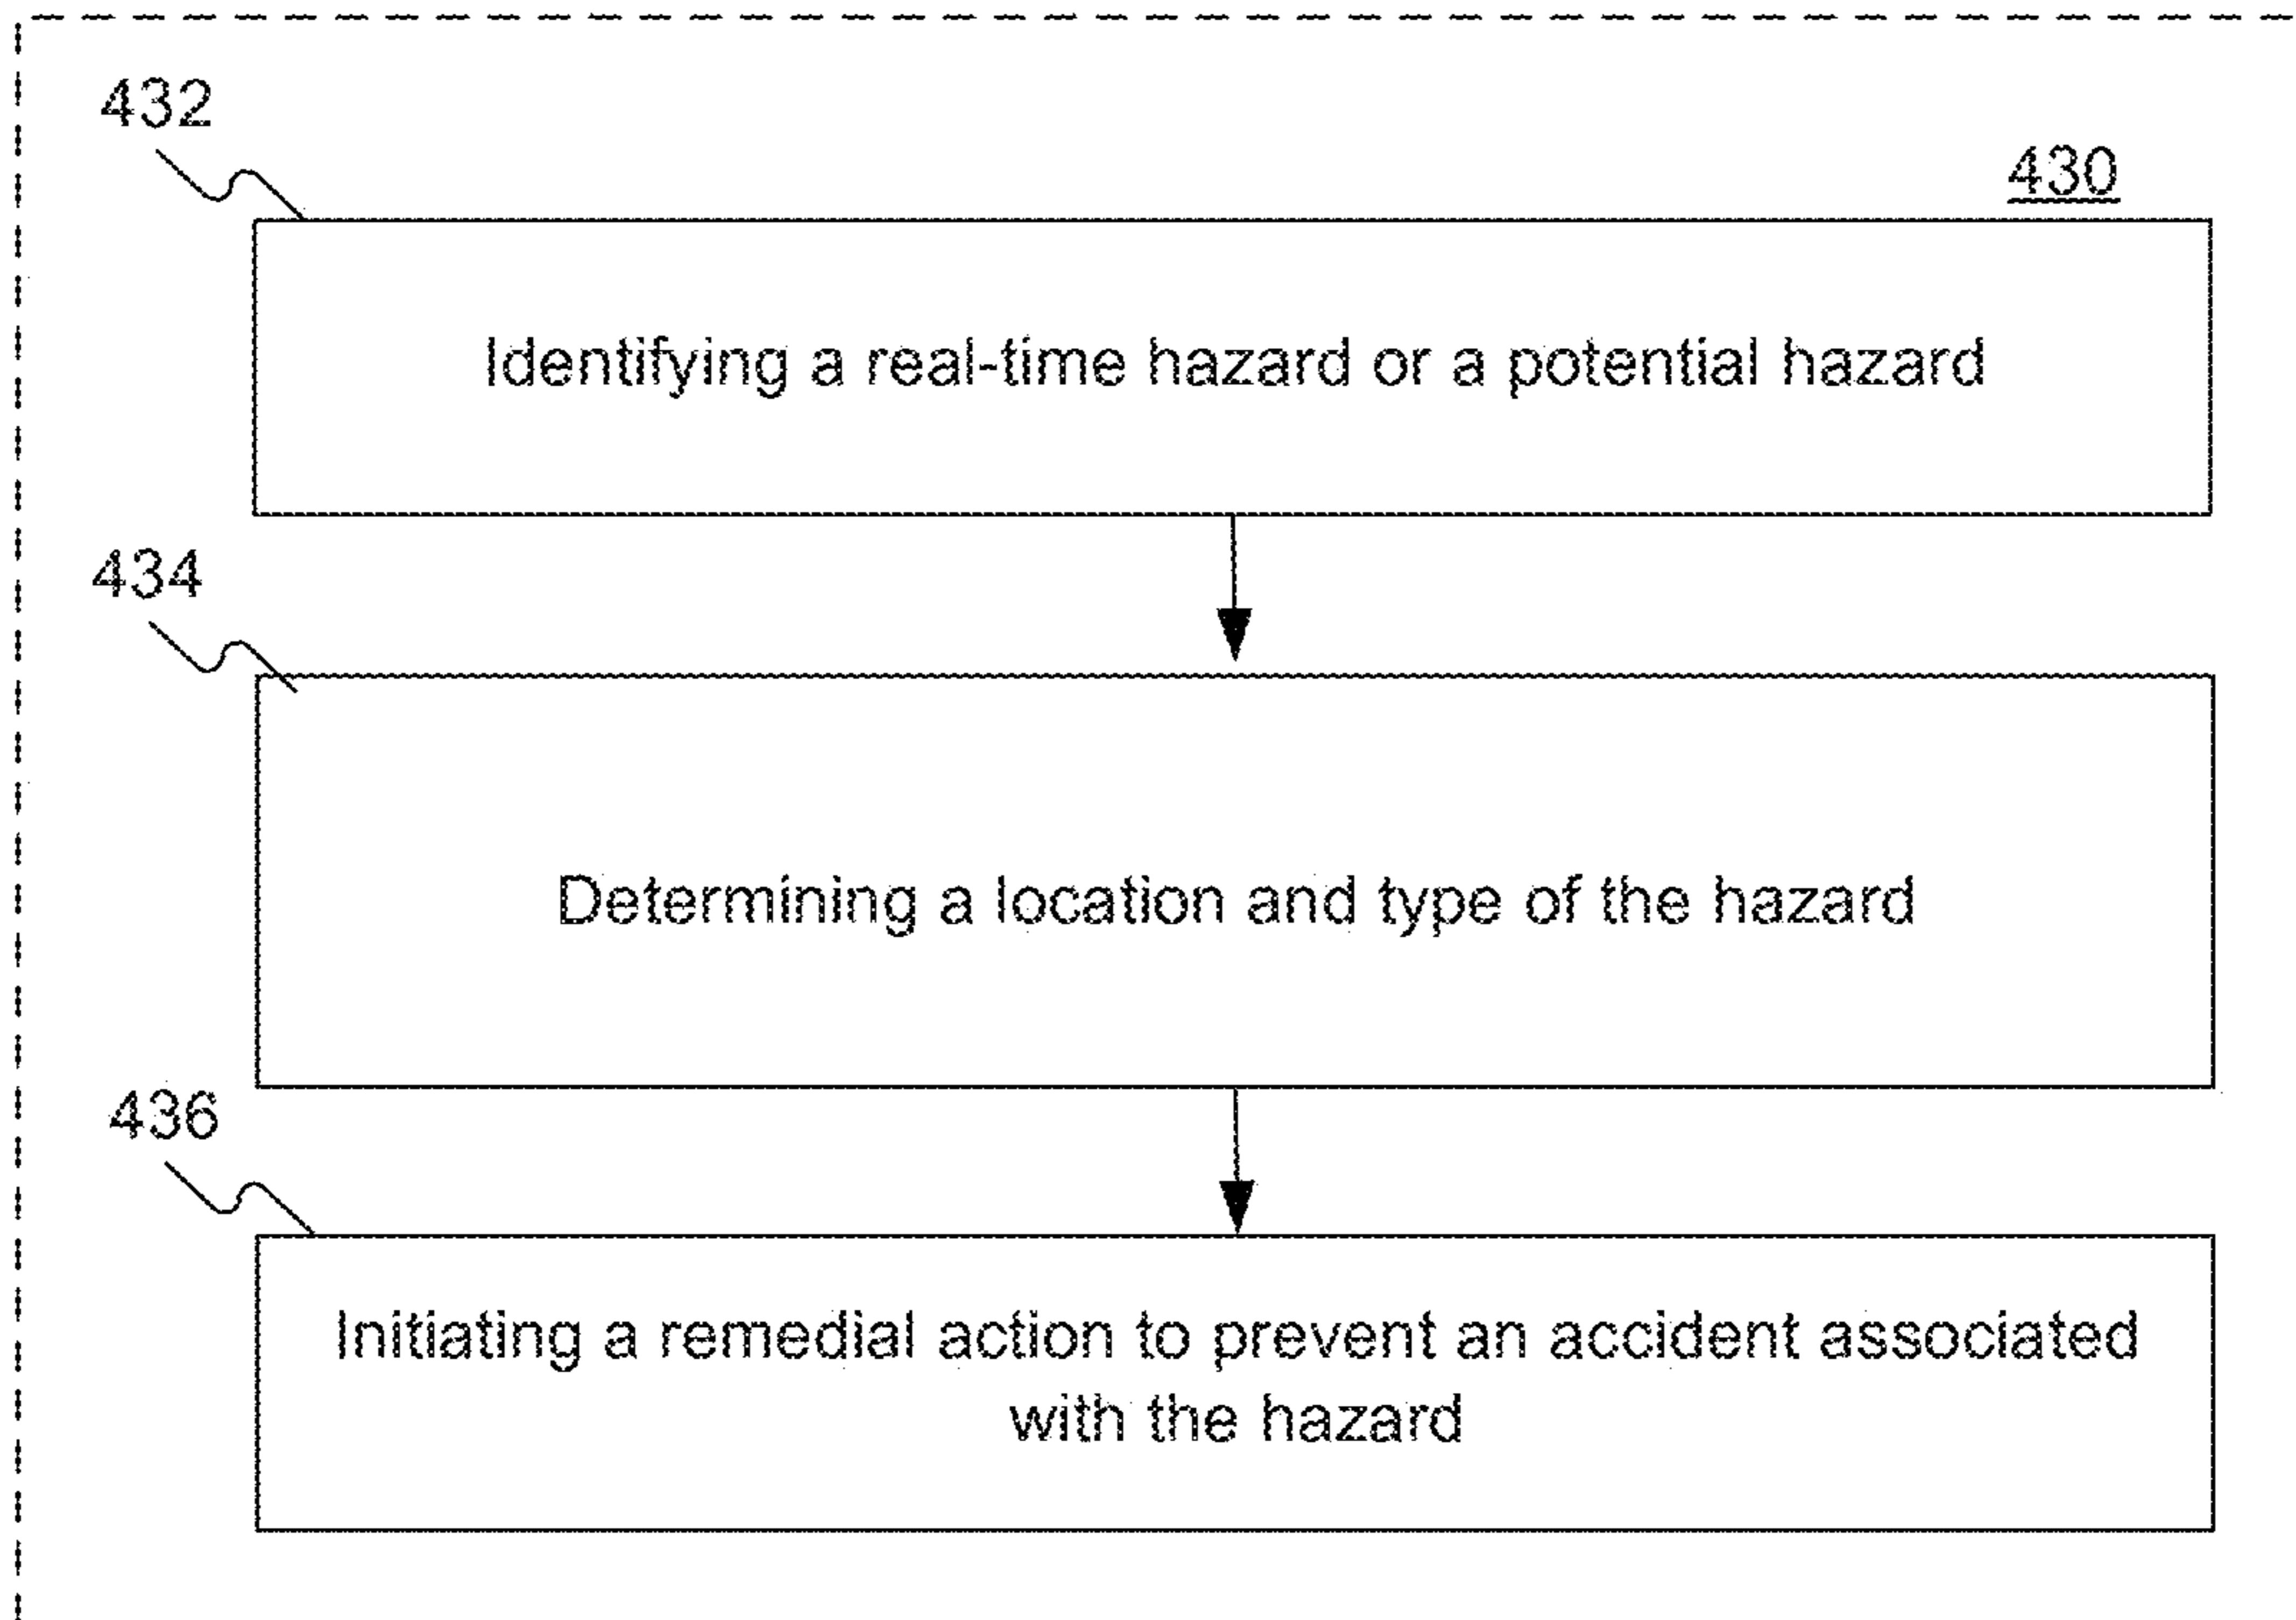 432
430
Identifying a real-time hazard or a potential hazard
434
Determining a location and type of the hazard
436
Initiating a remedial action to prevent an accident associated
with the hazard